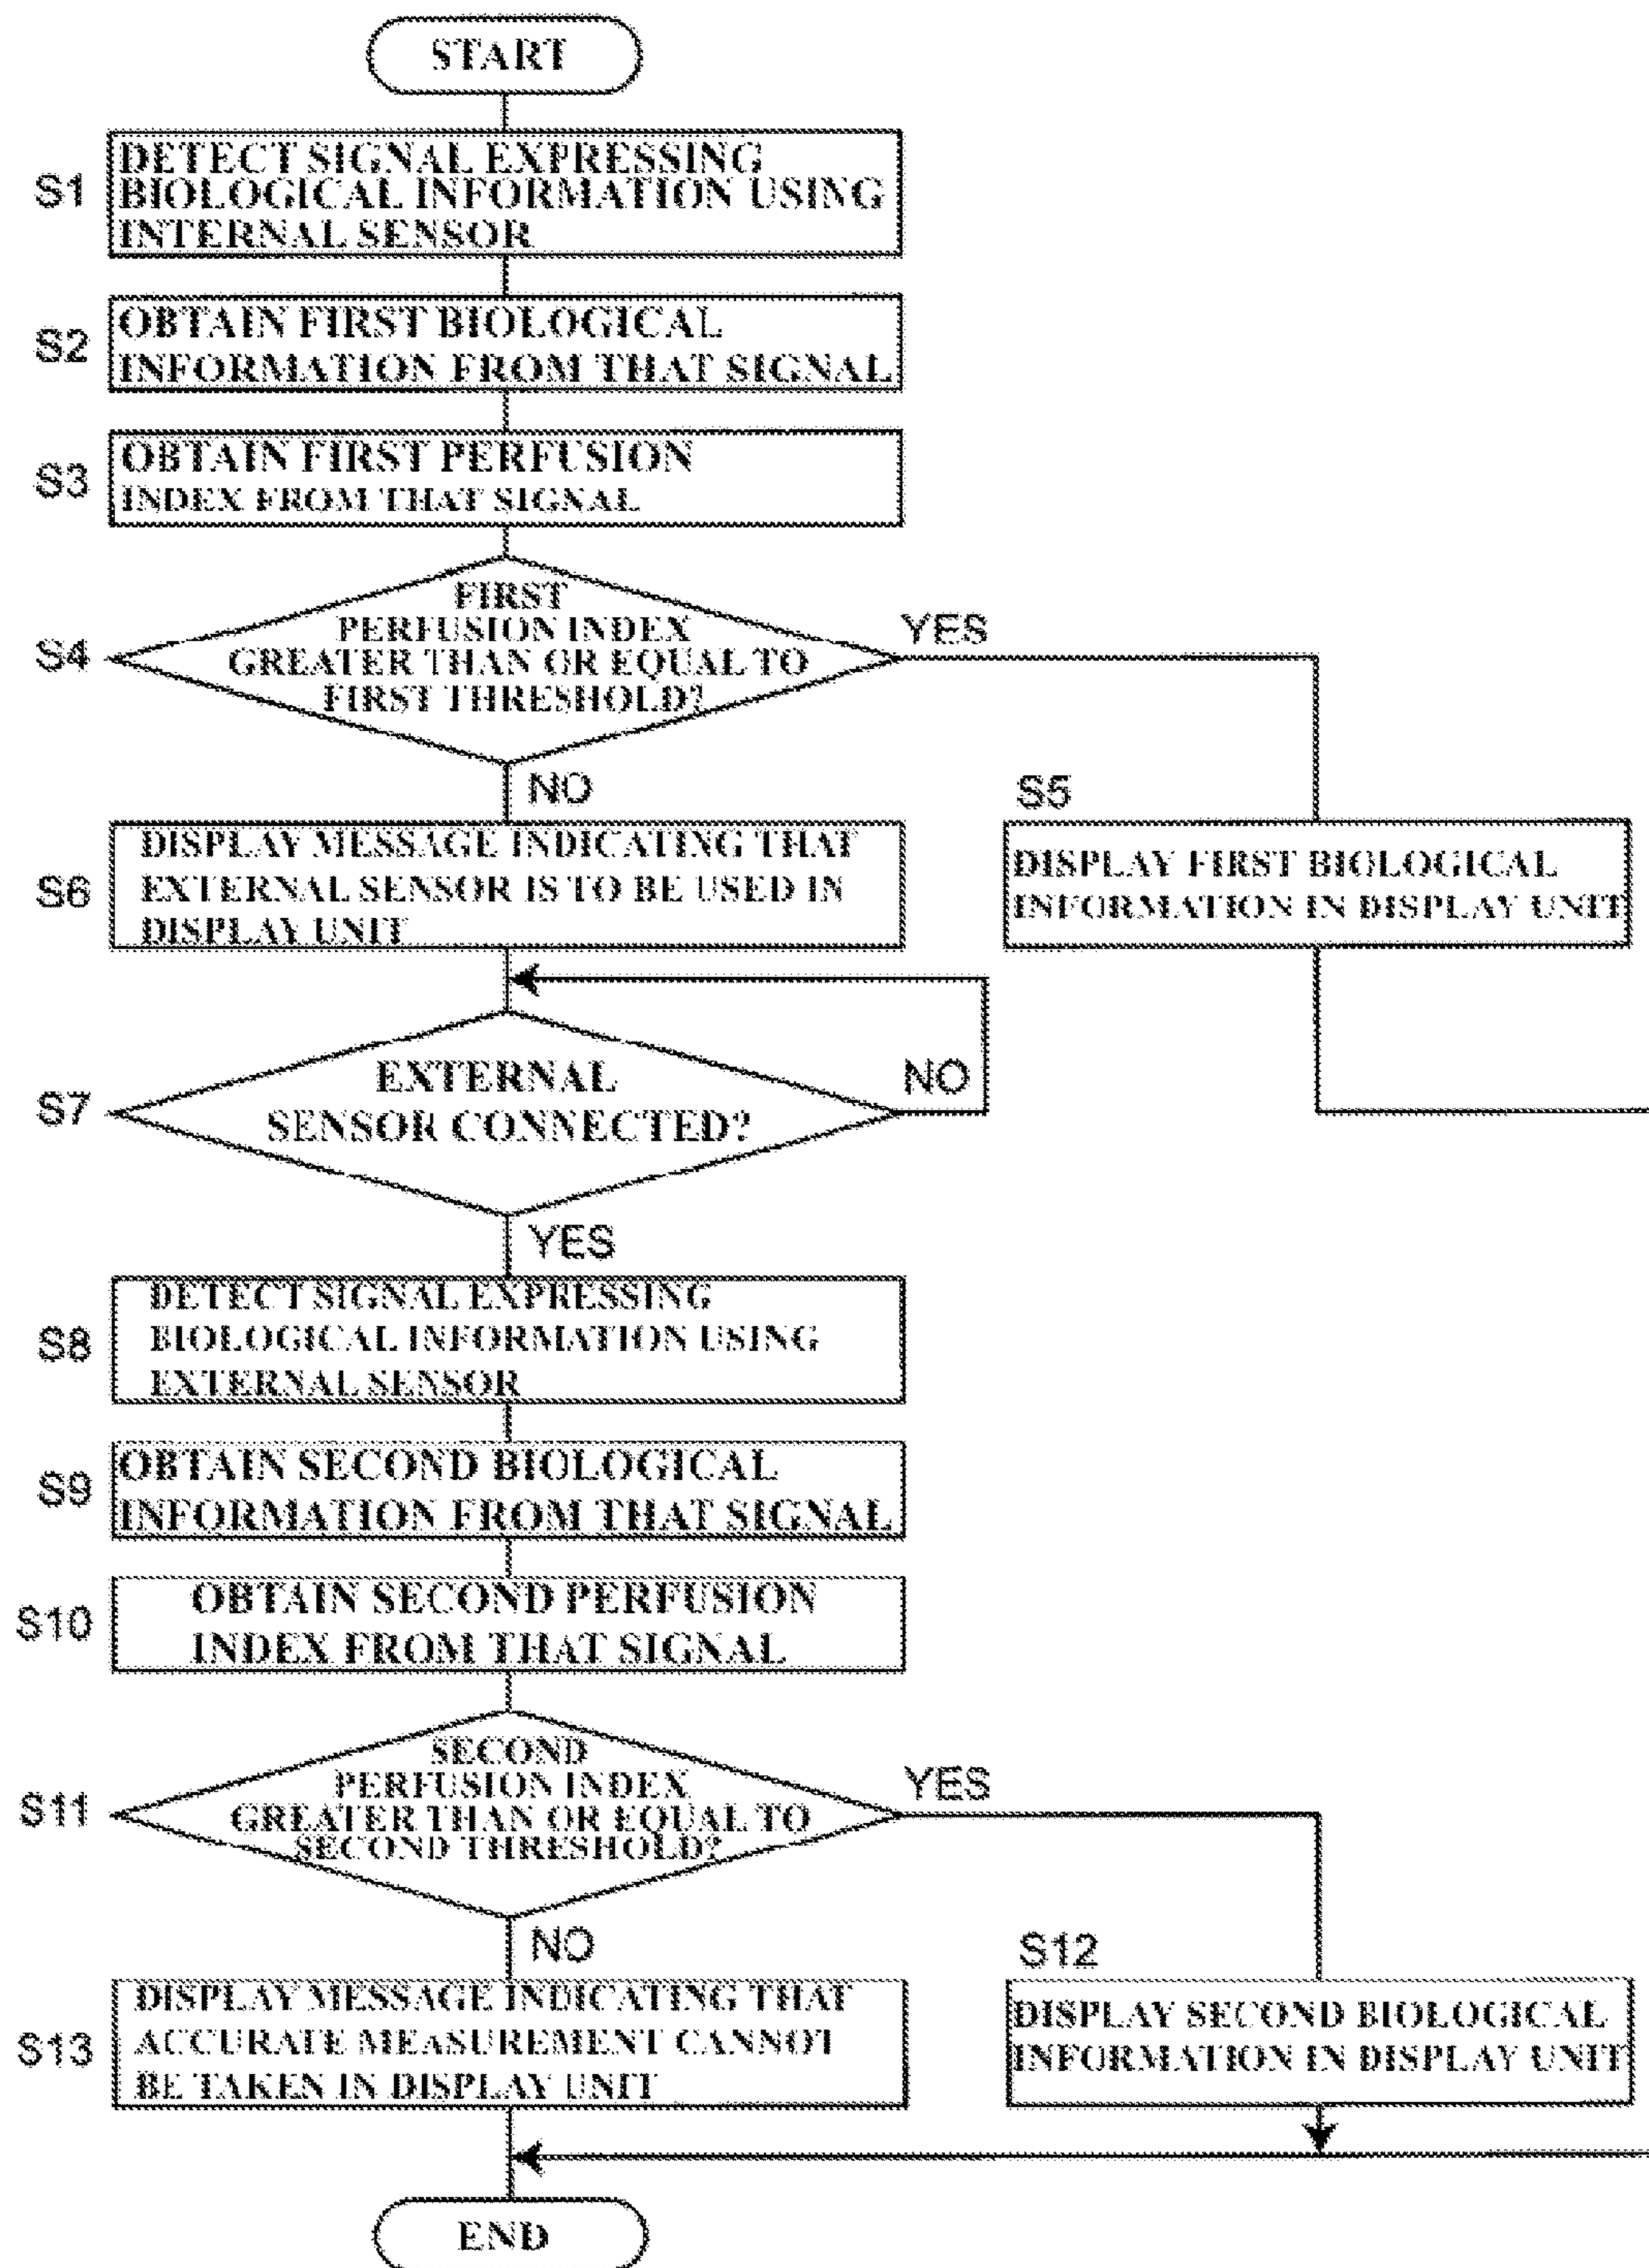 START
S1
DETECT SIGNAL EXPRESSING
BIOLOGICAL INFORMATION USING
INTERNAL SENSOR
S2
OBTAIN FIRST BIOLOGICAL
INFORMATION FROM THAT SIGNAL
S3
OBTAIN FIRST PERFUSION
INDEX FROM THAT SIGNAL
S4
FIRST
PERFUSION INDEX
GREATER THAN OR EQUAL TO
FIRST THRESHOLD?
YES
NO
S5
DISPLAY FIRST BIOLOGICAL
INFORMATION IN DISPLAY UNIT
S6
DISPLAY MESSAGE INDICATING THAT
EXTERNAL SENSOR IS TO BE USED IN
DISPLAY UNIT
S7
EXTERNAL
SENSOR CONNECTED?
NO
YES
S8
DETECT SIGNAL EXPRESSING
BIOLOGICAL INFORMATION USING
EXTERNAL SENSOR
S9
OBTAIN SECOND BIOLOGICAL
INFORMATION FROM THAT SIGNAL
S10
OBTAIN SECOND PERFUSION
INDEX FROM THAT SIGNAL
S11
SECOND
PERFUSION INDEX
GREATER THAN OR EQUAL TO
SECOND THRESHOLD?
YES
NO
S12
DISPLAY SECOND BIOLOGICAL
INFORMATION IN DISPLAY UNIT
S13
DISPLAY MESSAGE INDICATING THAT
ACCURATE MEASUREMENT CANNOT
BE TAKEN IN DISPLAY UNIT
END